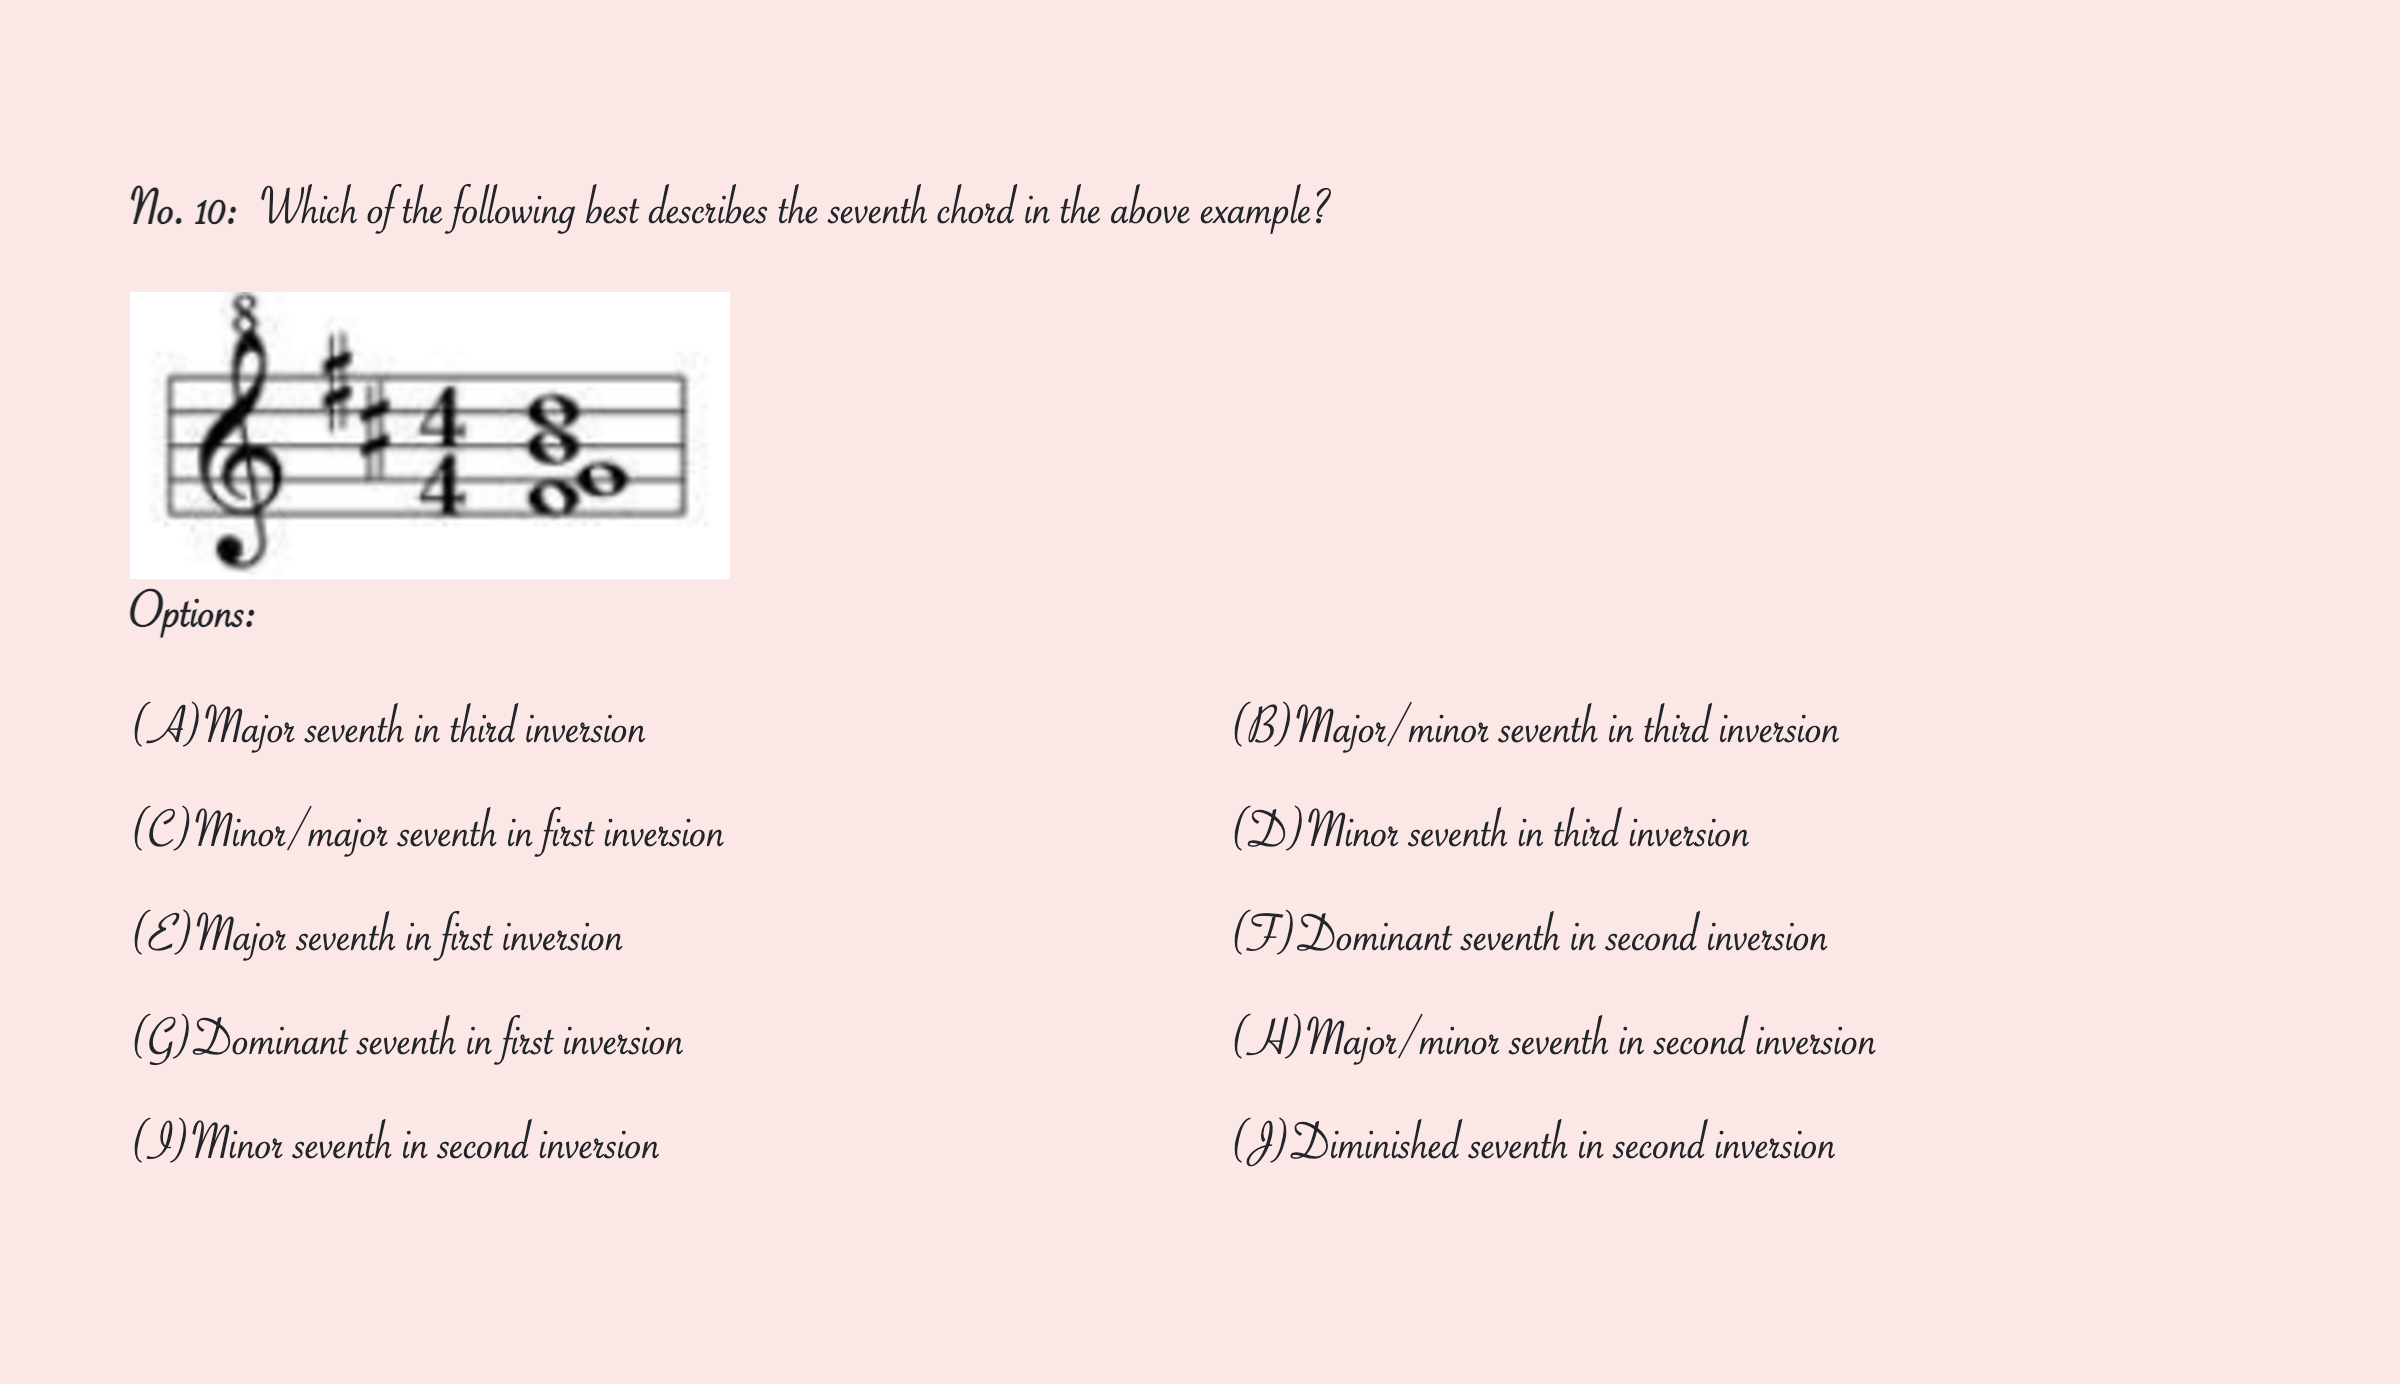 No. 10: Which of the following best describes the seventh chord in the above example?
8
4
4
Options:
(A)Major seventh in third inversion
(B)Major/minor seventh in third inversion
(C)Minor/major seventh in first inversion
(D)Minor seventh in third inversion
(E)Major seventh in first inversion
(F)Dominant seventh in second inversion
(G)Dominant seventh in first inversion
(H)Major/minor seventh in second inversion
(I)Minor seventh in second inversion
(J)Diminished seventh in second inversion